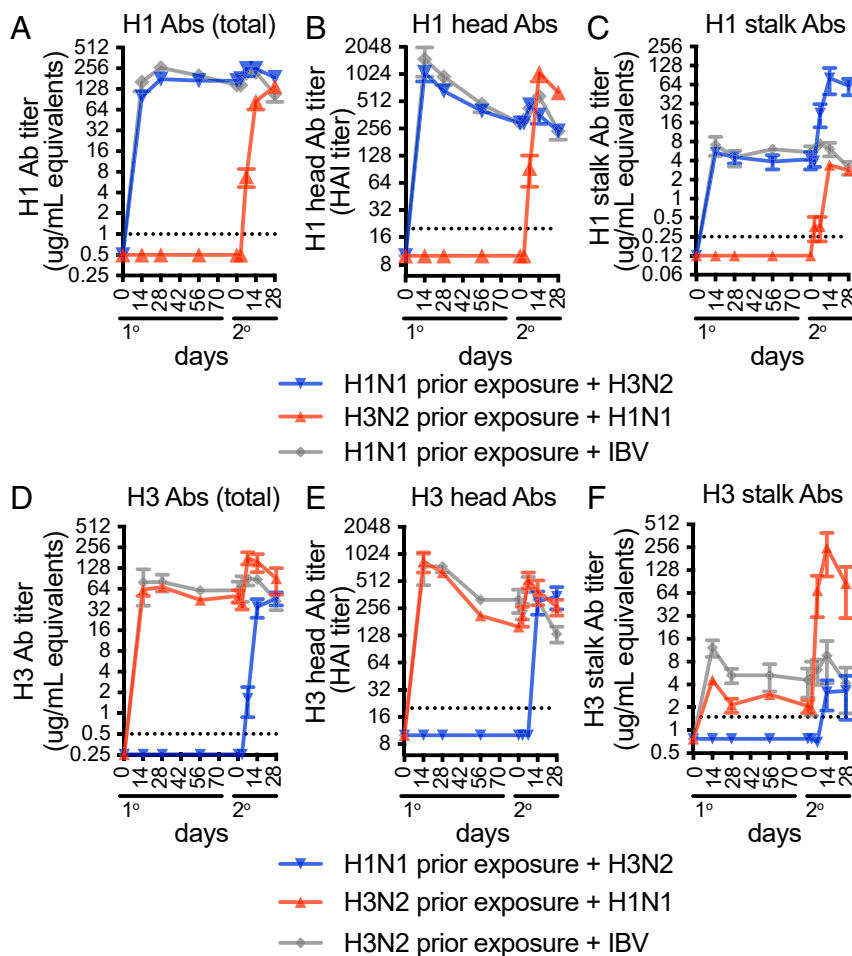 A H1 Abs (total)
H1 Ab titer
(ug/mL equivalents)
512
256
128
64
32
16
8
4
2
1
0.5
0.25
0 14 28 42 56 70 0 14 28
1° 2°
days
B H1 head Abs
H1 head Ab titer
(HAI titer)
2048
1024
512
256
128
64
32
16
8
0 14 28 42 56 70 0 14 28
1° 2°
days
C H1 stalk Abs
H1 stalk Ab titer
(ug/mL equivalents)
256
128
64
32
16
8
4
2
1
0.5
0.25
0.12
0.06
0 14 28 42 56 70 0 14 28
1° 2°
days
H1N1 prior exposure + H3N2
H3N2 prior exposure + H1N1
H1N1 prior exposure + IBV
D H3 Abs (total)
H3 Ab titer
(ug/mL equivalents)
512
256
128
64
32
16
8
4
2
1
0.5
0.25
0 14 28 42 56 70 0 14 28
1° 2°
days
E H3 head Abs
H3 head Ab titer
(HAI titer)
2048
1024
512
256
128
64
32
16
8
0 14 28 42 56 70 0 14 28
1° 2°
days
F H3 stalk Abs
H3 stalk Ab titer
(ug/mL equivalents)
512
256
128
64
32
16
8
4
2
1
0.5
0 14 28 42 56 70 0 14 28
1° 2°
days
H1N1 prior exposure + H3N2
H3N2 prior exposure + H1N1
H3N2 prior exposure + IBV